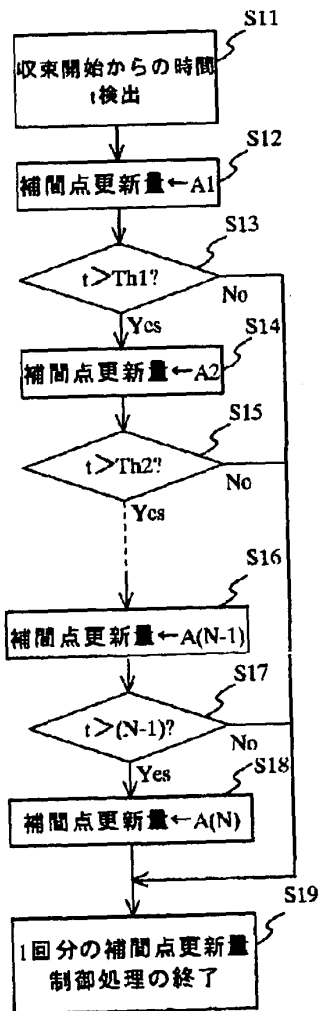 S11
収束開始からの時間
t検出
S12
補間点更新量←A1
S13
t>Th1?
No
Yes
S14
補間点更新量←A2
S15
t>Th2?
No
Yes
S16
補間点更新量←A(N-1)
S17
t>(N-1)?
No
Yes
S18
補間点更新量←A(N)
S19
1回分の補間点更新量
制御処理の終了